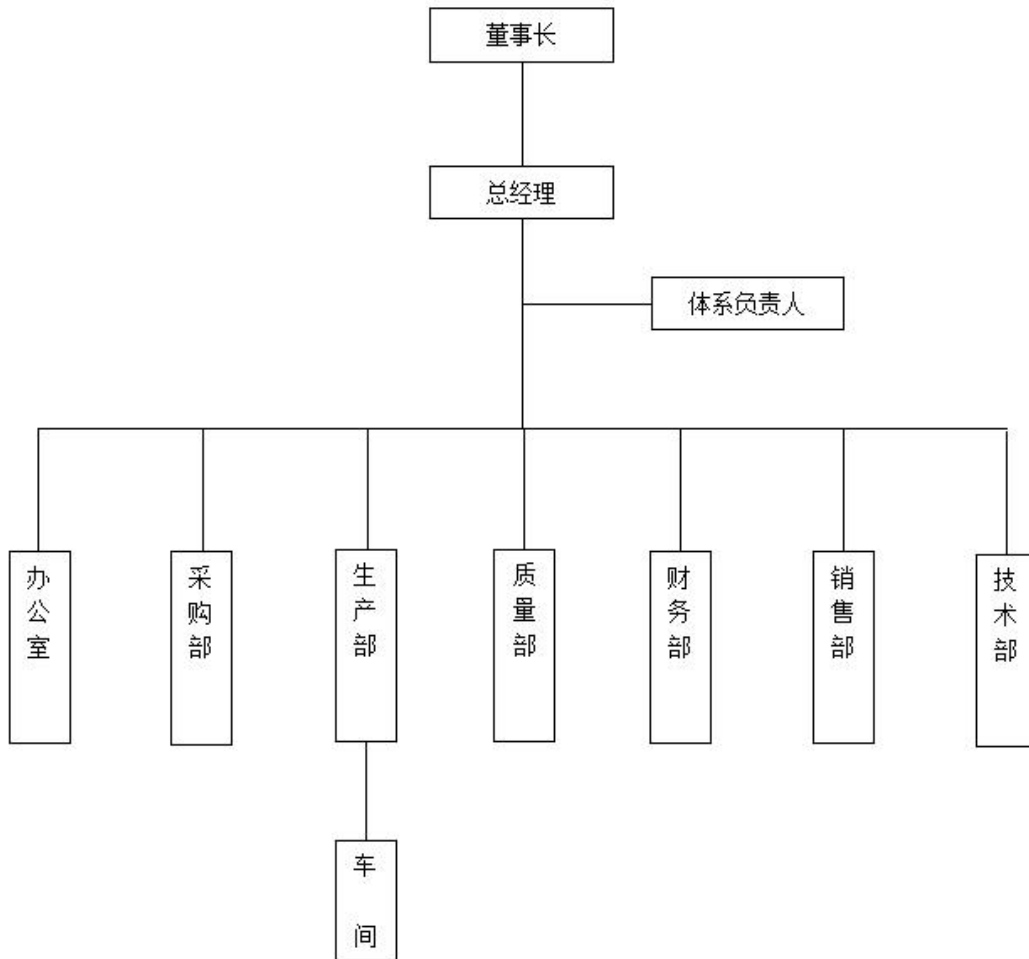 董事长
总经理
体系负责人
办公室
采购部
生产部
质量部
财务部
销售部
技术部
车间